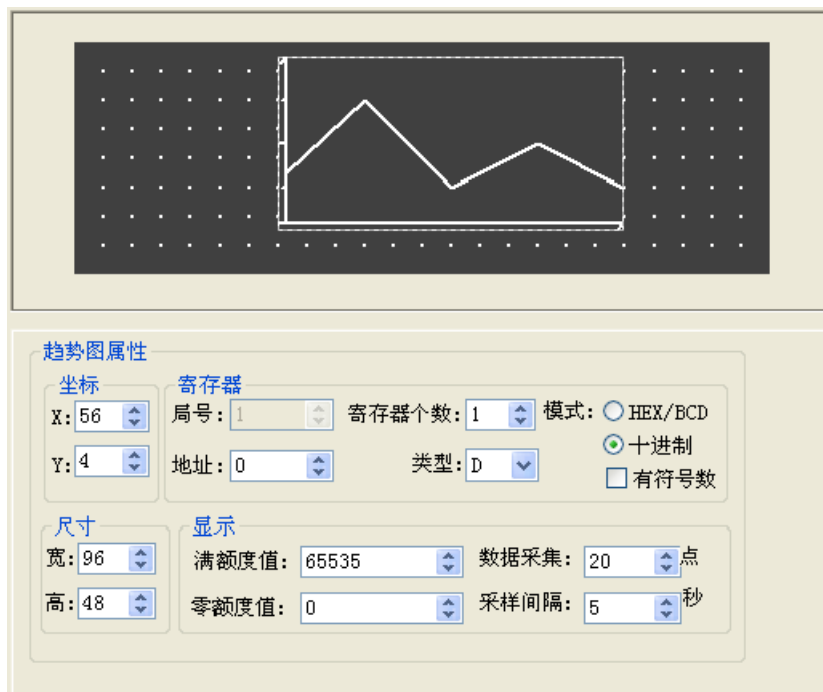 趋势图属性
坐标 寄存器
X: 56 局号: 1 寄存器个数: 1 模式: HEX/BCD
十进制
Y: 4 地址: 0 类型: D
有符号数
尺寸 显示
宽: 96 满额度值: 65535 数据采集: 20 点
高: 48 零额度值: 0 采样间隔: 5 秒